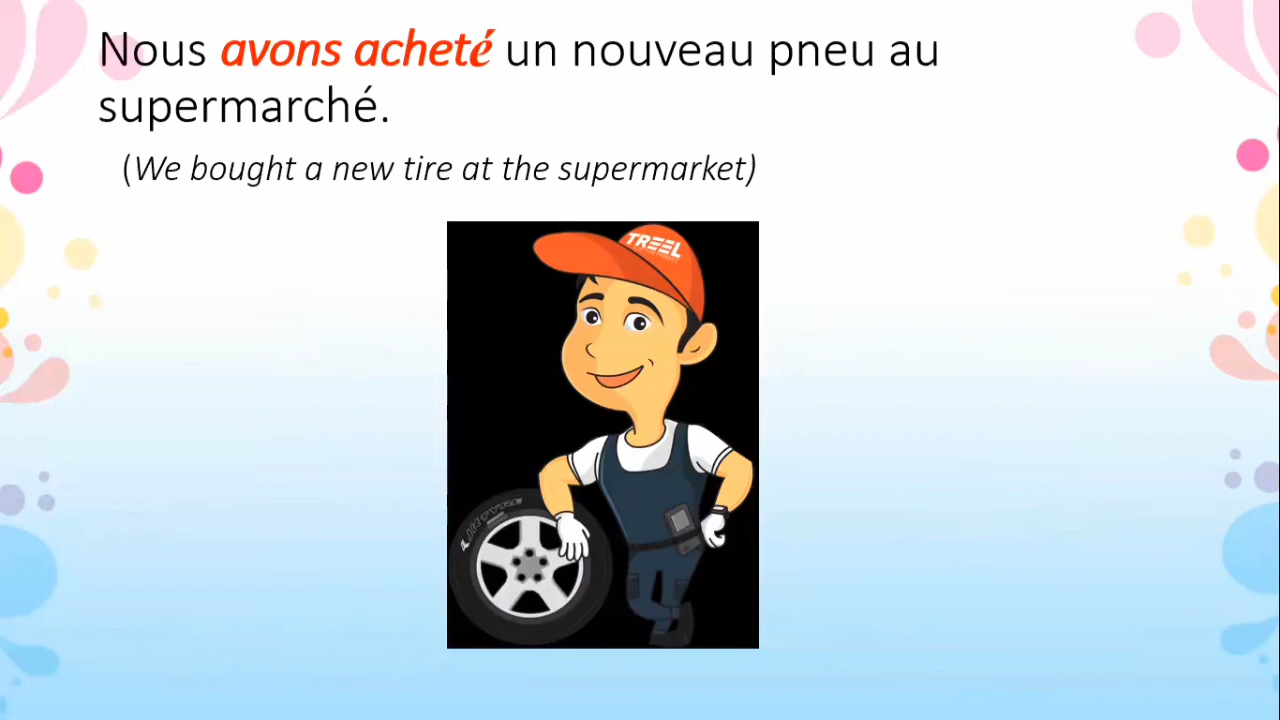 Nous avons acheté un nouveau pneu au
supermarché.
(We bought a new tire at the supermarket)
TREEL